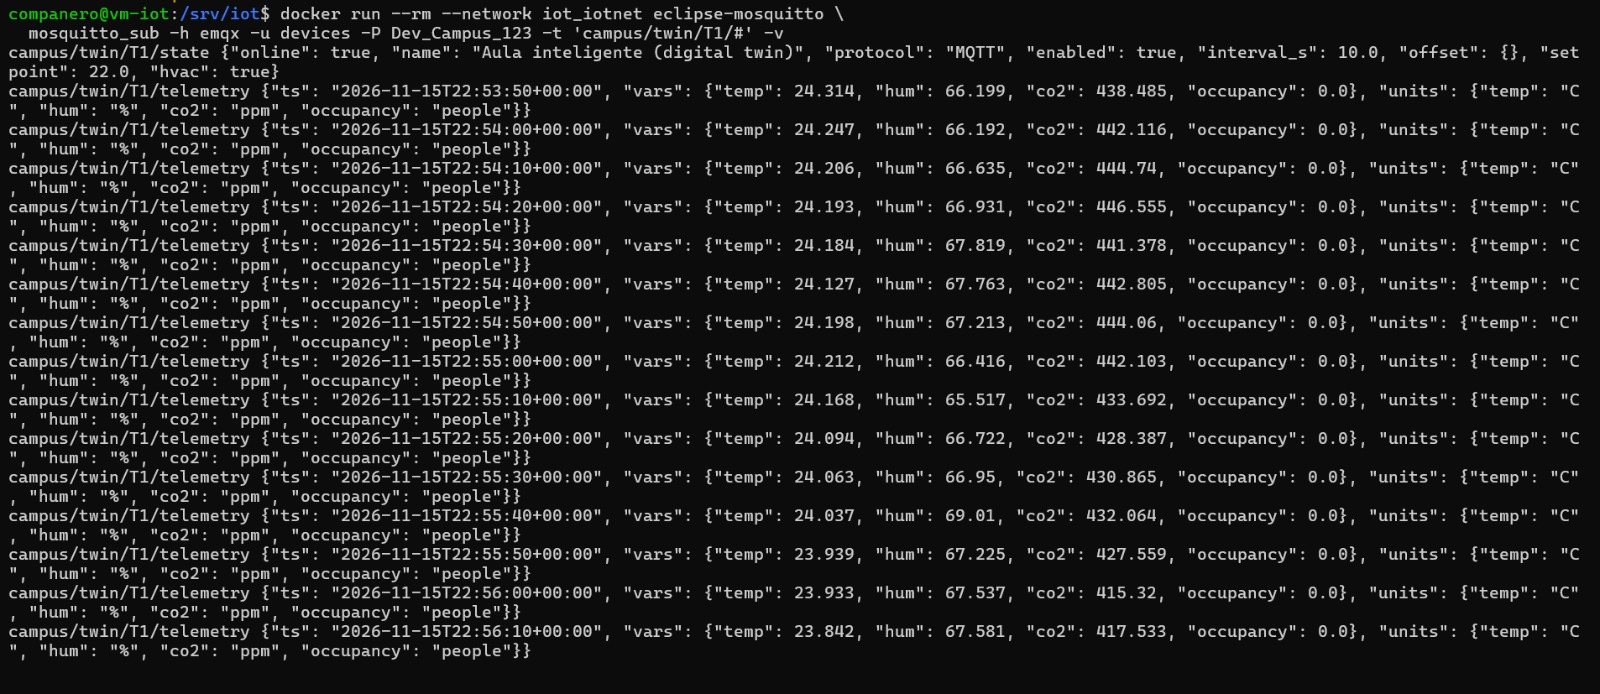 companero@vm-iot:/srv/iot$ docker run --rm --network iot_iotnet eclipse-mosquitto \
  mosquitto_sub -h emqx -u devices -P Dev_Campus_123 -t 'campus/twin/T1/#' -v
campus/twin/T1/state {"online": true, "name": "Aula inteligente (digital twin)", "protocol": "MQTT", "enabled": true, "interval_s": 10.0, "offset": {}, "set
point": 22.0, "hvac": true}
campus/twin/T1/telemetry {"ts": "2026-11-15T22:53:50+00:00", "vars": {"temp": 24.314, "hum": 66.199, "co2": 438.485, "occupancy": 0.0}, "units": {"temp": "C
", "hum": "%", "co2": "ppm", "occupancy": "people"}}
campus/twin/T1/telemetry {"ts": "2026-11-15T22:54:00+00:00", "vars": {"temp": 24.247, "hum": 66.192, "co2": 442.116, "occupancy": 0.0}, "units": {"temp": "C
", "hum": "%", "co2": "ppm", "occupancy": "people"}}
campus/twin/T1/telemetry {"ts": "2026-11-15T22:54:10+00:00", "vars": {"temp": 24.206, "hum": 66.635, "co2": 444.74, "occupancy": 0.0}, "units": {"temp": "C"
, "hum": "%", "co2": "ppm", "occupancy": "people"}}
campus/twin/T1/telemetry {"ts": "2026-11-15T22:54:20+00:00", "vars": {"temp": 24.193, "hum": 66.931, "co2": 446.555, "occupancy": 0.0}, "units": {"temp": "C
", "hum": "%", "co2": "ppm", "occupancy": "people"}}
campus/twin/T1/telemetry {"ts": "2026-11-15T22:54:30+00:00", "vars": {"temp": 24.184, "hum": 67.819, "co2": 441.378, "occupancy": 0.0}, "units": {"temp": "C
", "hum": "%", "co2": "ppm", "occupancy": "people"}}
campus/twin/T1/telemetry {"ts": "2026-11-15T22:54:40+00:00", "vars": {"temp": 24.127, "hum": 67.763, "co2": 442.805, "occupancy": 0.0}, "units": {"temp": "C
", "hum": "%", "co2": "ppm", "occupancy": "people"}}
campus/twin/T1/telemetry {"ts": "2026-11-15T22:54:50+00:00", "vars": {"temp": 24.198, "hum": 67.213, "co2": 444.06, "occupancy": 0.0}, "units": {"temp": "C"
, "hum": "%", "co2": "ppm", "occupancy": "people"}}
campus/twin/T1/telemetry {"ts": "2026-11-15T22:55:00+00:00", "vars": {"temp": 24.212, "hum": 66.416, "co2": 442.103, "occupancy": 0.0}, "units": {"temp": "C
", "hum": "%", "co2": "ppm", "occupancy": "people"}}
campus/twin/T1/telemetry {"ts": "2026-11-15T22:55:10+00:00", "vars": {"temp": 24.168, "hum": 65.517, "co2": 433.692, "occupancy": 0.0}, "units": {"temp": "C
", "hum": "%", "co2": "ppm", "occupancy": "people"}}
campus/twin/T1/telemetry {"ts": "2026-11-15T22:55:20+00:00", "vars": {"temp": 24.094, "hum": 66.722, "co2": 428.387, "occupancy": 0.0}, "units": {"temp": "C
", "hum": "%", "co2": "ppm", "occupancy": "people"}}
campus/twin/T1/telemetry {"ts": "2026-11-15T22:55:30+00:00", "vars": {"temp": 24.063, "hum": 66.95, "co2": 430.865, "occupancy": 0.0}, "units": {"temp": "C"
, "hum": "%", "co2": "ppm", "occupancy": "people"}}
campus/twin/T1/telemetry {"ts": "2026-11-15T22:55:40+00:00", "vars": {"temp": 24.037, "hum": 69.01, "co2": 432.064, "occupancy": 0.0}, "units": {"temp": "C"
, "hum": "%", "co2": "ppm", "occupancy": "people"}}
campus/twin/T1/telemetry {"ts": "2026-11-15T22:55:50+00:00", "vars": {"temp": 23.939, "hum": 67.225, "co2": 427.559, "occupancy": 0.0}, "units": {"temp": "C
", "hum": "%", "co2": "ppm", "occupancy": "people"}}
campus/twin/T1/telemetry {"ts": "2026-11-15T22:56:00+00:00", "vars": {"temp": 23.933, "hum": 67.537, "co2": 415.32, "occupancy": 0.0}, "units": {"temp": "C"
, "hum": "%", "co2": "ppm", "occupancy": "people"}}
campus/twin/T1/telemetry {"ts": "2026-11-15T22:56:10+00:00", "vars": {"temp": 23.842, "hum": 67.581, "co2": 417.533, "occupancy": 0.0}, "units": {"temp": "C
", "hum": "%", "co2": "ppm", "occupancy": "people"}}